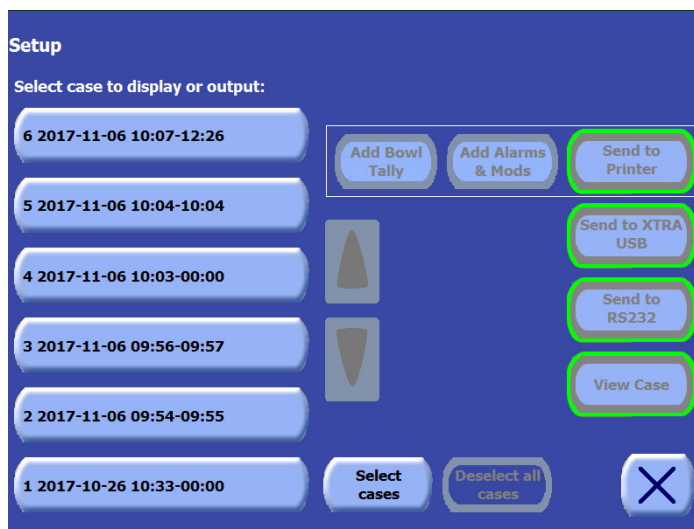 Setup
Select case to display or output:
6 2017-11-06 10:07-12:26
5 2017-11-06 10:04-10:04
4 2017-11-06 10:03-00:00
3 2017-11-06 09:56-09:57
2 2017-11-06 09:54-09:55
1 2017-10-26 10:33-00:00
Add Bowl
Tally
Add Alarms
& Mods
Send to
Printer
Send to XTRA
USB
Send to
RS232
View Case
Select
cases
Deselect all
cases